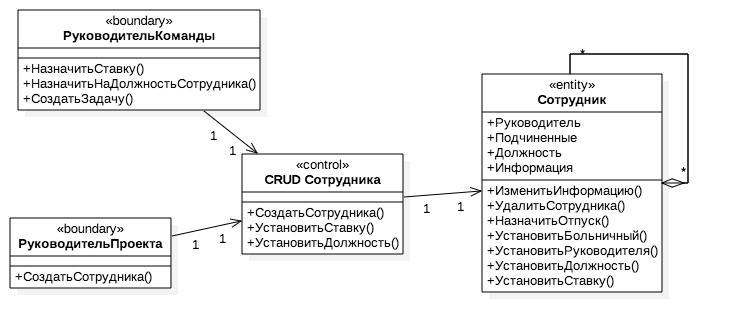 «boundary»
РуководительКоманды
+НазначитьСтавку()
+НазначитьНаДолжностьСотрудника()
+СоздатьЗадачу()
1
1
«boundary»
РуководительПроекта
+СоздатьСотрудника()
1
1
«control»
CRUD Сотрудника
+СоздатьСотрудника()
+УстановитьСтавку()
+УстановитьДолжность()
1
1
«entity»
Сотрудник
+Руководитель
+Подчиненные
+Должность
+Информация
+ИзменитьИнформацию()
+УдалитьСотрудника()
+НазначитьОтпуск()
+УстановитьБольничный()
+УстановитьРуководителя()
+УстановитьДолжность()
+УстановитьСтавку()
*
*